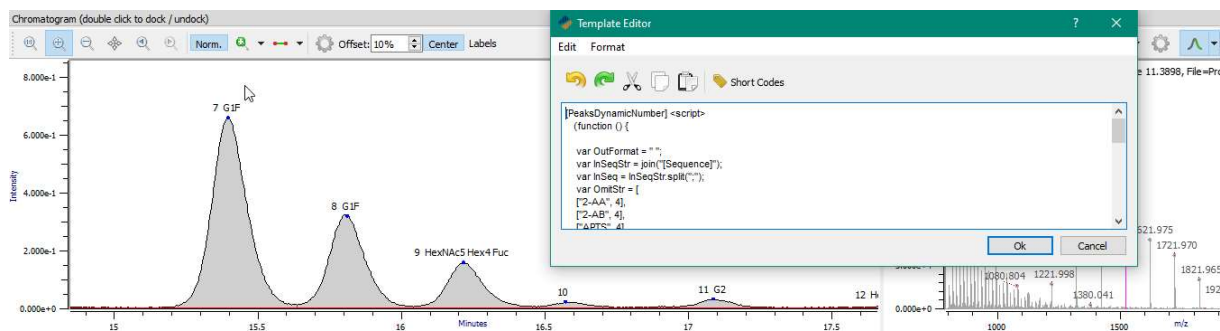 Chromatogram (double click to dock / undock)
Norm.
Offset: 10%
Center
Labels
8.000e-1
6.000e-1
4.000e-1
2.000e-1
0.000e+0
Intensity
7 G1F
8 G1F
9 HexNAc5 Hex4 Fuc
10
11 G2
12 H
15
15.5
16
16.5
17
17.5
Minutes
Template Editor
? ×
Edit Format
Short Codes
[PeaksDynamicNumber] <script>
(function () {
var OutFormat = " ";
var InSeqStr = join("[Sequence]");
var InSeq = InSeqStr.split(";");
var OmitStr = [
["2-AA", 4],
["2-AB", 4],
["APTS", 4]
Ok
Cancel
e 11.3898, File=Pro
621.975
1721.970
1821.965
192
1080.804
1221.998
1380.041
0.000e+0
1000
1500
m/z